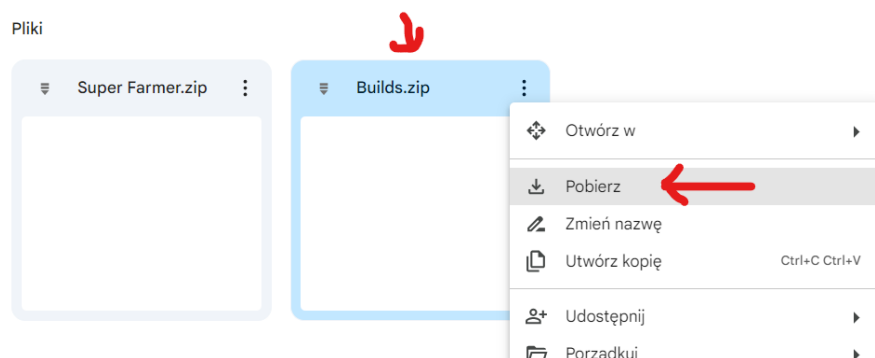 Pliki
Super Farmer.zip
Builds.zip
Otwórz w
Pobierz
Zmień nazwę
Utwórz kopię Ctrl+C Ctrl+V
Udostępnij
Porządkuj